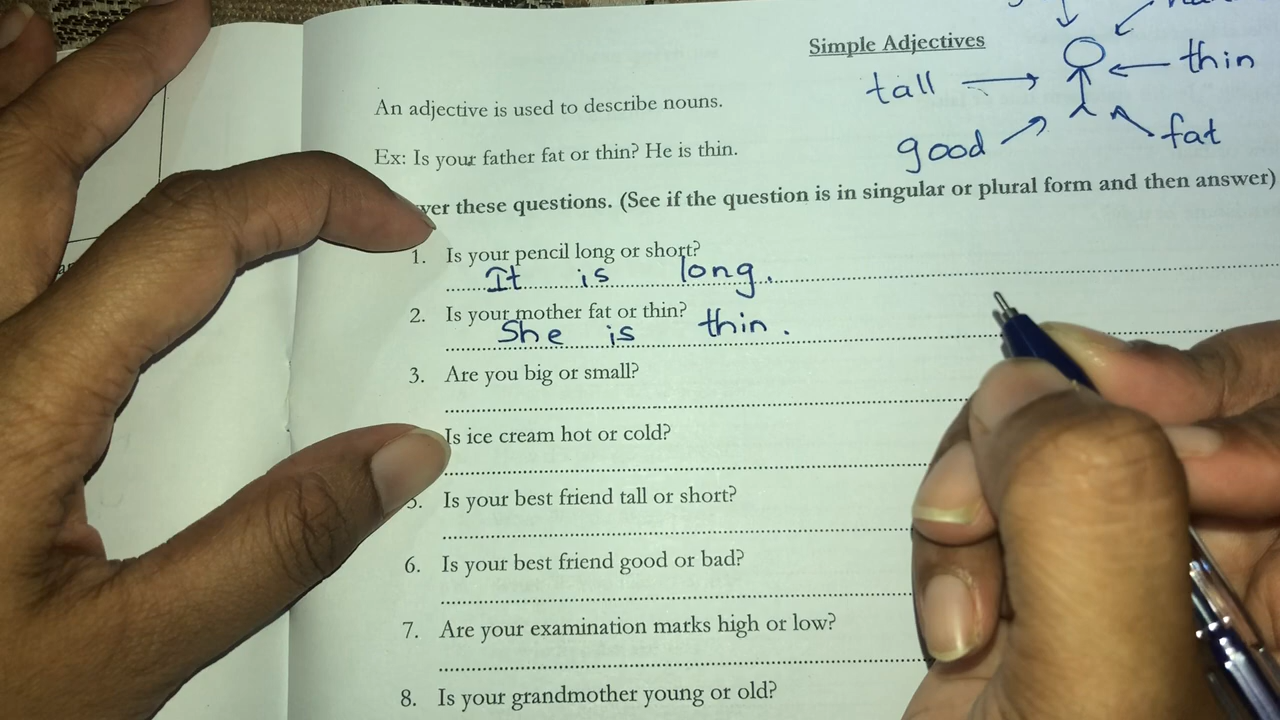 Simple Adjectives
thin
tall
An adjective is used to describe nouns.
good
fat
Ex: Is your father fat or thin? He is thin.
these questions. (See if the question is in singular or plural form and then answer)
1. Is your pencil long or short?
It is long.
2. Is your mother fat or thin?
She is thin.
3. Are you big or small?
Is ice cream hot or cold?
5. Is your best friend tall or short?
6. Is your best friend good or bad?
7. Are your examination marks high or low?
8. Is your grandmother young or old?